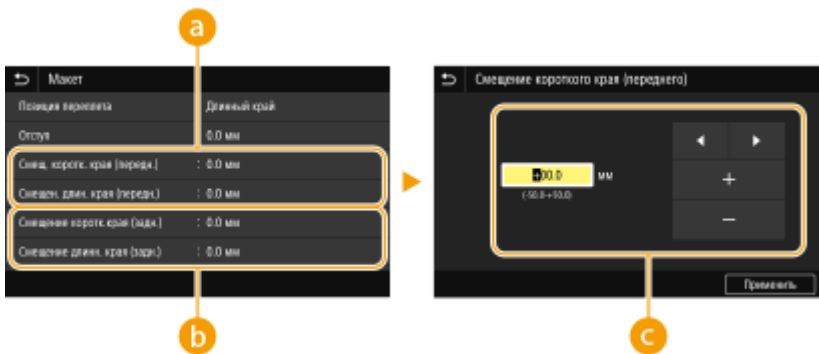 a
Макет
Позиция переплета Длинный край
Отступ 0.0 мм
Смещ. коротк. края (передн.) : 0.0 мм
Смещен. длин. края (передн.) : 0.0 мм
Смещение коротк.края (задн.) : 0.0 мм
Смещение длинн. края (задн.) : 0.0 мм
b
Смещение короткого края (переднего)
+00.0 мм
(-50.0-+50.0)
+
−
Применить
c